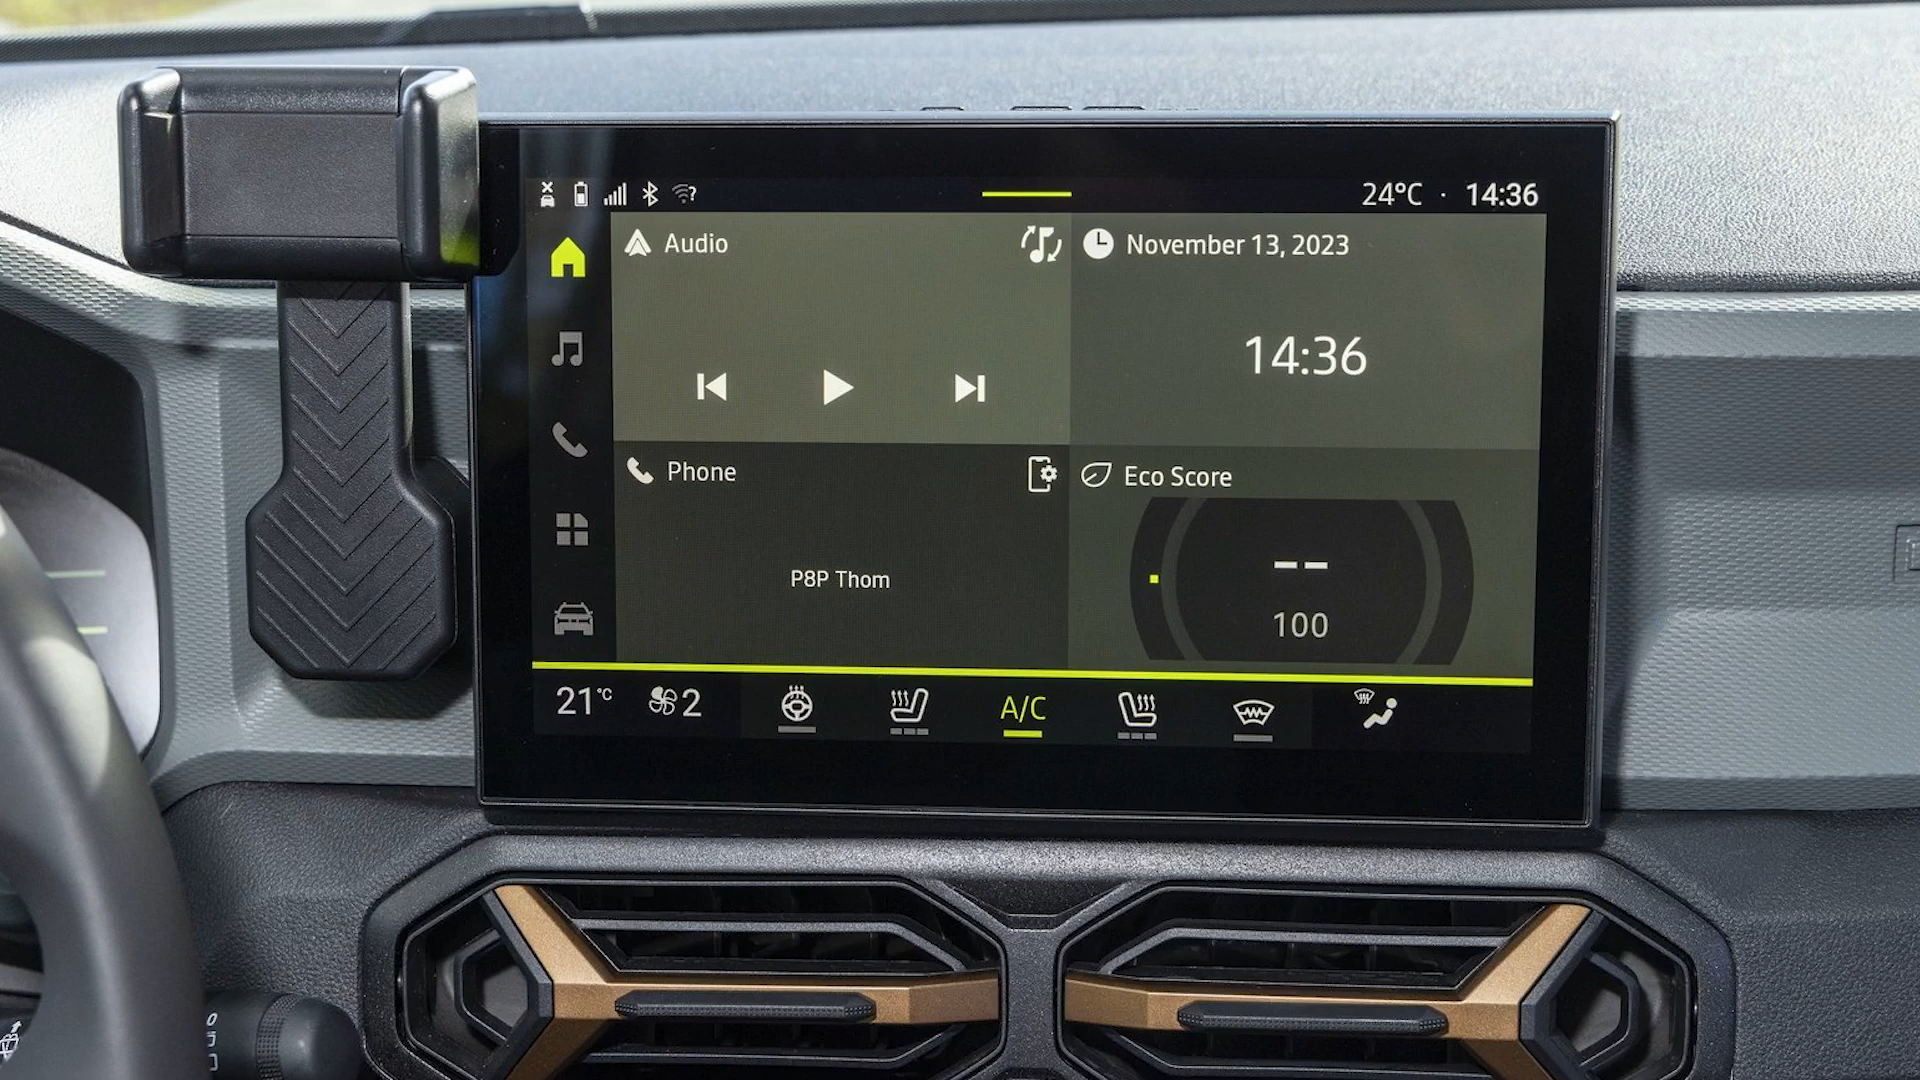 24°C · 14:36
Audio
November 13, 2023
14:36
Phone
Eco Score
P8P Thom
--
100
21°C
2
A/C